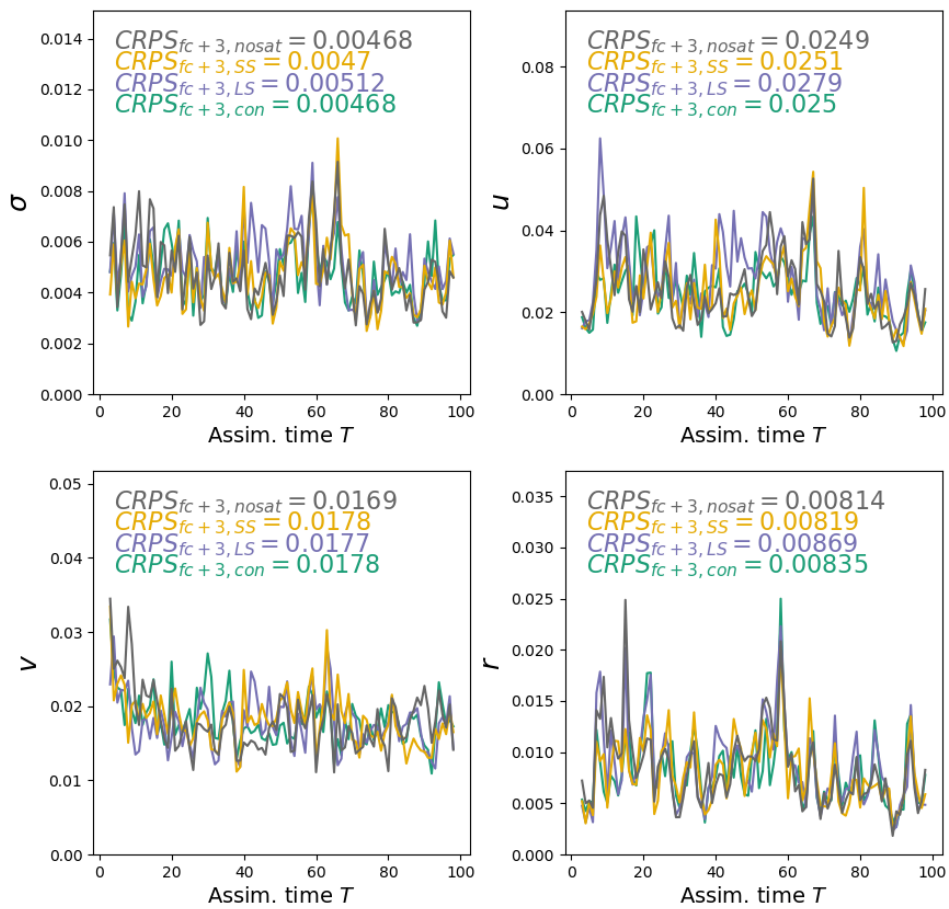 0.014
0.012
0.010
0.008
0.006
0.004
0.002
0.000
σ
CRPS_{fc+3, nosat} = 0.00468
CRPS_{fc+3, SS} = 0.0047
CRPS_{fc+3, LS} = 0.00512
CRPS_{fc+3, con} = 0.00468
0 20 40 60 80 100
Assim. time T
0.08
0.06
0.04
0.02
0.00
u
CRPS_{fc+3, nosat} = 0.0249
CRPS_{fc+3, SS} = 0.0251
CRPS_{fc+3, LS} = 0.0279
CRPS_{fc+3, con} = 0.025
0 20 40 60 80 100
Assim. time T
0.05
0.04
0.03
0.02
0.01
0.00
v
CRPS_{fc+3, nosat} = 0.0169
CRPS_{fc+3, SS} = 0.0178
CRPS_{fc+3, LS} = 0.0177
CRPS_{fc+3, con} = 0.0178
0 20 40 60 80 100
Assim. time T
0.035
0.030
0.025
0.020
0.015
0.010
0.005
0.000
r
CRPS_{fc+3, nosat} = 0.00814
CRPS_{fc+3, SS} = 0.00819
CRPS_{fc+3, LS} = 0.00869
CRPS_{fc+3, con} = 0.00835
0 20 40 60 80 100
Assim. time T